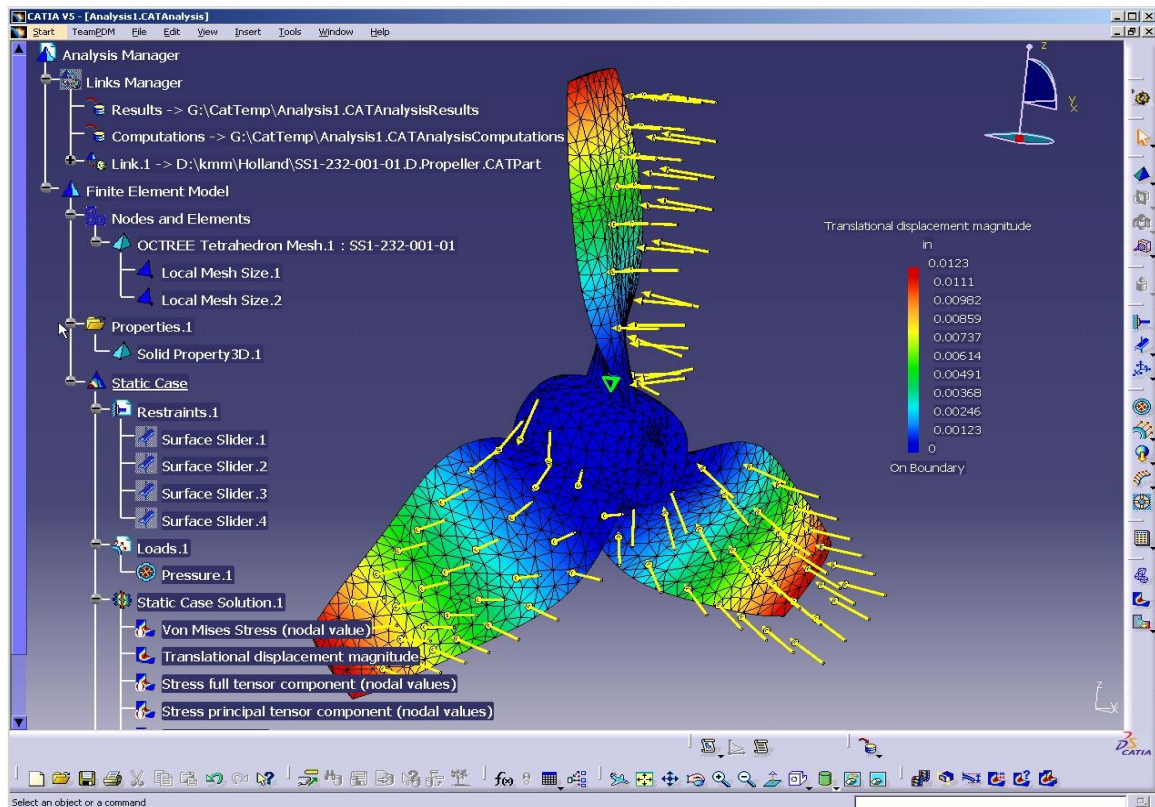 CATIA V5 - [Analysis1.CATAnalysis]
Start TeamPDM File Edit View Insert Tools Window Help
Analysis Manager
Links Manager
Results -> G:\CatTemp\Analysis1.CATAnalysisResults
Computations -> G:\CatTemp\Analysis1.CATAnalysisComputations
Link.1 -> D:\kmm\Holland\SS1-232-001-01.D.Propeller.CATPart
Finite Element Model
Nodes and Elements
OCTREE Tetrahedron Mesh.1 : SS1-232-001-01
Local Mesh Size.1
Local Mesh Size.2
Properties.1
Solid Property3D.1
Static Case
Restraints.1
Surface Slider.1
Surface Slider.2
Surface Slider.3
Surface Slider.4
Loads.1
Pressure.1
Static Case Solution.1
Von Mises Stress (nodal value)
Translational displacement magnitude
Stress full tensor component (nodal values)
Stress principal tensor component (nodal values)
z
y
x
Translational displacement magnitude
in
0.0123
0.0111
0.00982
0.00859
0.00737
0.00614
0.00491
0.00368
0.00246
0.00123
0
On Boundary
z
y
DS
CATIA
f(x)
Select an object or a command